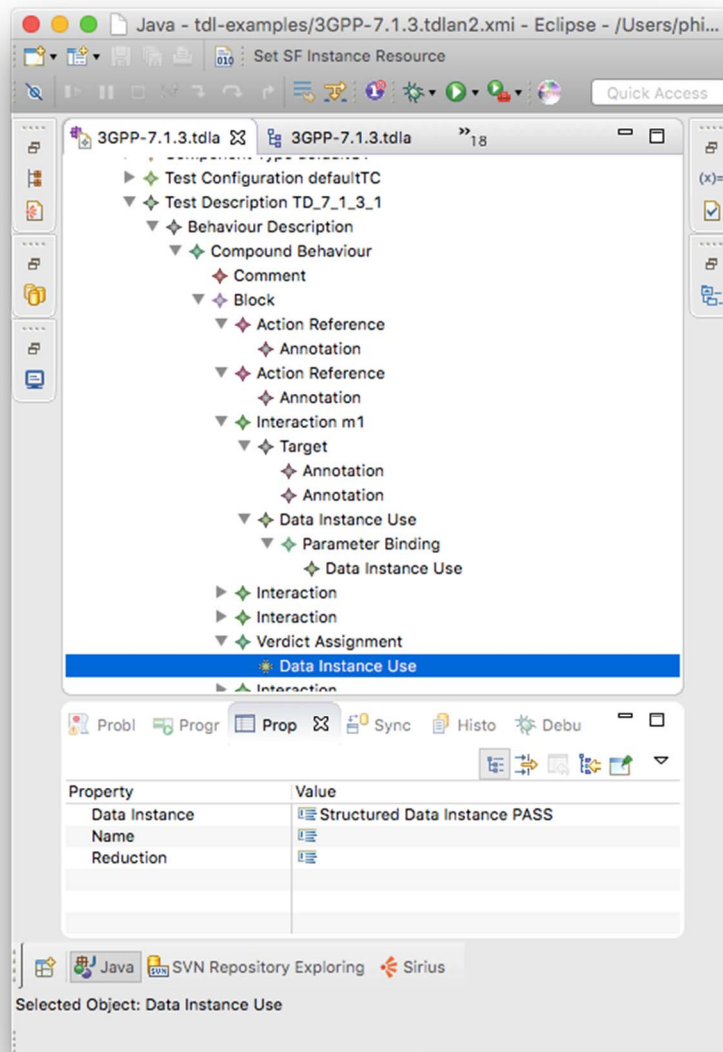 Java - tdl-examples/3GPP-7.1.3.tdlan2.xmi - Eclipse - /Users/phi...
010 Set SF Instance Resource
Quick Access
3GPP-7.1.3.tdla 3GPP-7.1.3.tdla »18
(x)=
Test Configuration defaultTC
Test Description TD_7_1_3_1
Behaviour Description
Compound Behaviour
Comment
Block
Action Reference
Annotation
Action Reference
Annotation
Interaction m1
Target
Annotation
Annotation
Data Instance Use
Parameter Binding
Data Instance Use
Interaction
Interaction
Verdict Assignment
Data Instance Use
Interaction
Probl Progr Prop Sync Histo Debu
Property Value
Data Instance Structured Data Instance PASS
Name
Reduction
Java SVN SVN Repository Exploring Sirius
Selected Object: Data Instance Use